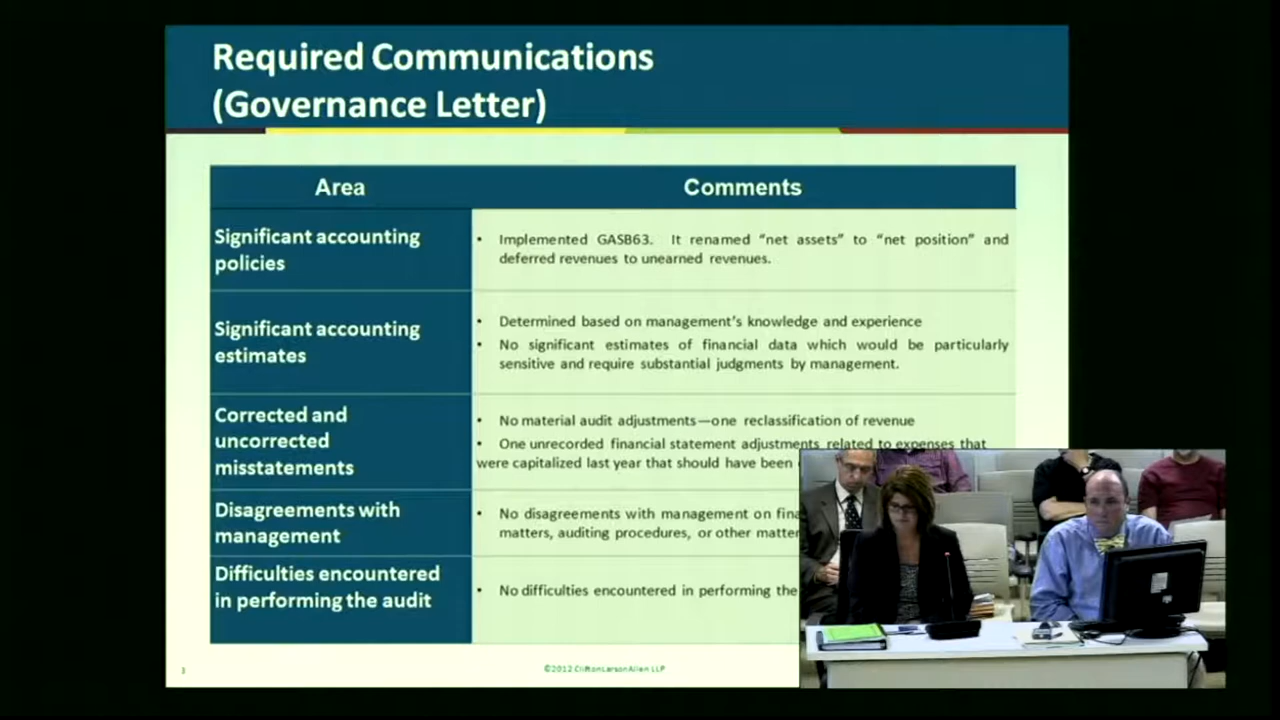 Required Communications
(Governance Letter)
Area
Comments
Significant accounting
policies
• Implemented GASB63. It renamed “net assets” to “net position” and
deferred revenues to unearned revenues.
Significant accounting
estimates
• Determined based on management’s knowledge and experience
• No significant estimates of financial data which would be particularly
sensitive and require substantial judgments by management.
Corrected and
uncorrected
misstatements
• No material audit adjustments—one reclassification of revenue
• One unrecorded financial statement adjustments related to expenses that
were capitalized last year that should have been
Disagreements with
management
• No disagreements with management on
matters, auditing procedures, or other
Difficulties encountered
in performing the audit
• No difficulties encountered in performing the
3
©2012 CliftonLarsonAllen LLP